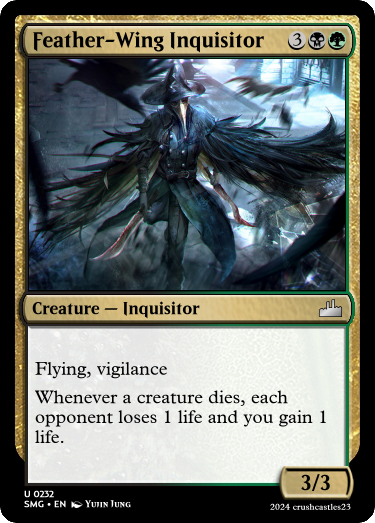 Feather-Wing Inquisitor 3
Creature — Inquisitor
Flying, vigilance
Whenever a creature dies, each
opponent loses 1 life and you gain 1
life.
3/3
U 0232
SMG • EN Yujin Jung
2024 crushcastles23